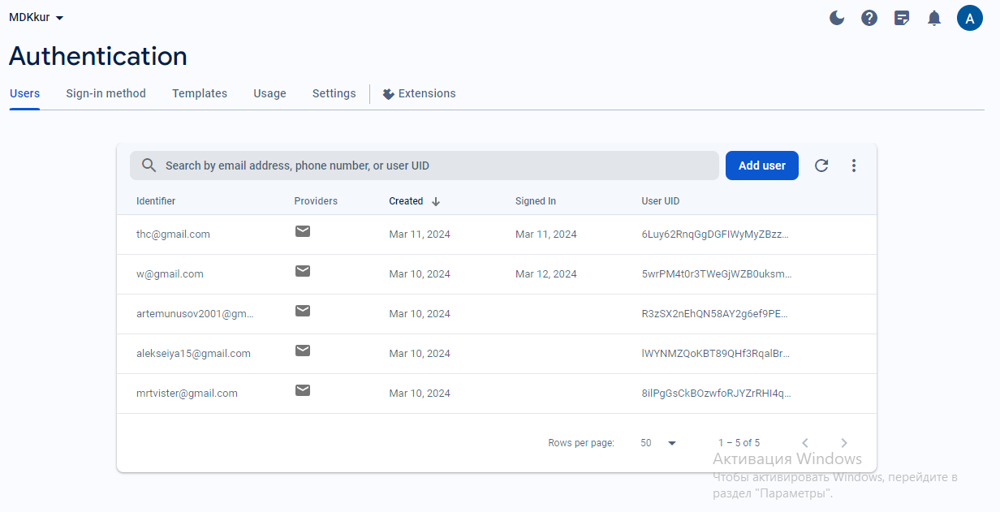 MDKkur
A
Authentication
Users Sign-in method Templates Usage Settings Extensions
Search by email address, phone number, or user UID Add user
Identifier Providers Created Signed In User UID
thc@gmail.com Mar 11, 2024 Mar 11, 2024 6Luy62RnqGgDGFIWyMyZBzz...
w@gmail.com Mar 10, 2024 Mar 12, 2024 5wrPM4t0r3TWeGjWZB0uksm...
artemunusov2001@gm... Mar 10, 2024 R3zSX2nEhQN58AY2g6ef9PE...
alekseiya15@gmail.com Mar 10, 2024 lWYNMZQoKBT89QHf3RqalBr...
mrtvister@gmail.com Mar 10, 2024 8ilPgGsCkBOzwfoRJYZrRHI4q...
Rows per page: 50 1 – 5 of 5
Активация Windows
Чтобы активировать Windows, перейдите в
раздел "Параметры".